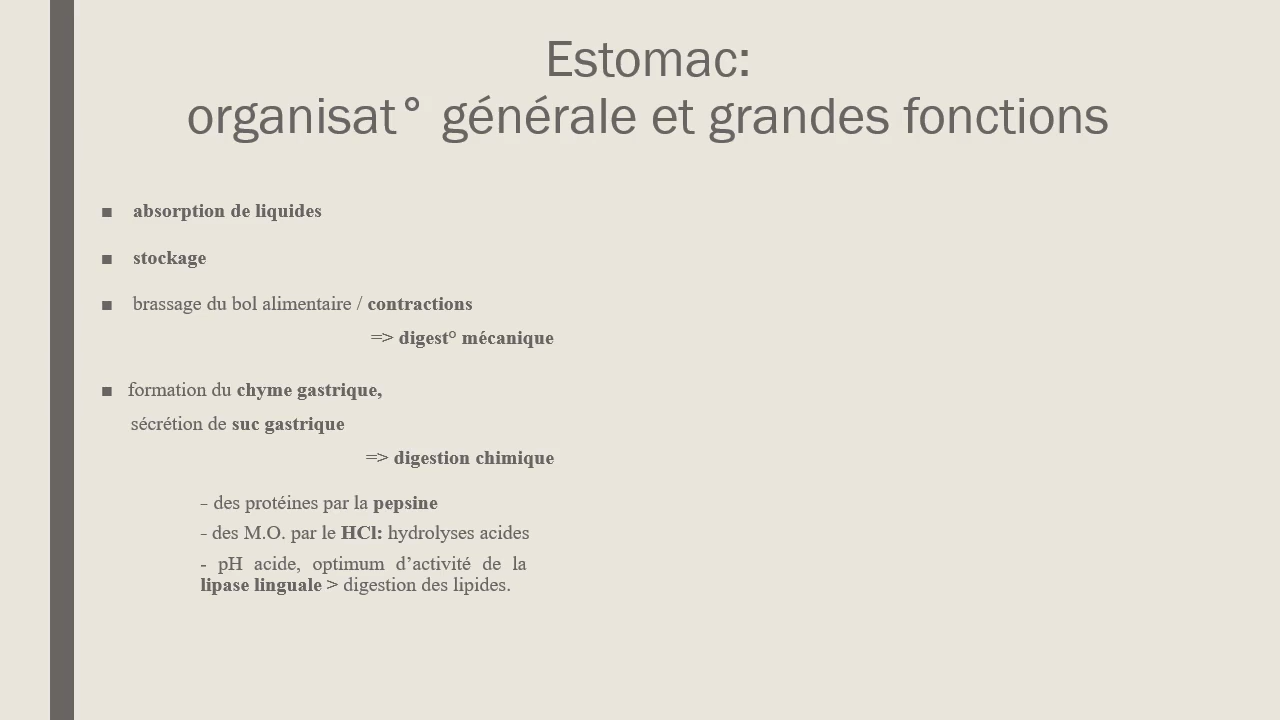 Estomac:
organisat° générale et grandes fonctions
■ absorption de liquides
■ stockage
■ brassage du bol alimentaire / contractions
=> digest° mécanique
■ formation du chyme gastrique,
sécrétion de suc gastrique
=> digestion chimique
- des protéines par la pepsine
- des M.O. par le HCl: hydrolyses acides
- pH acide, optimum d’activité de la
lipase linguale > digestion des lipides.